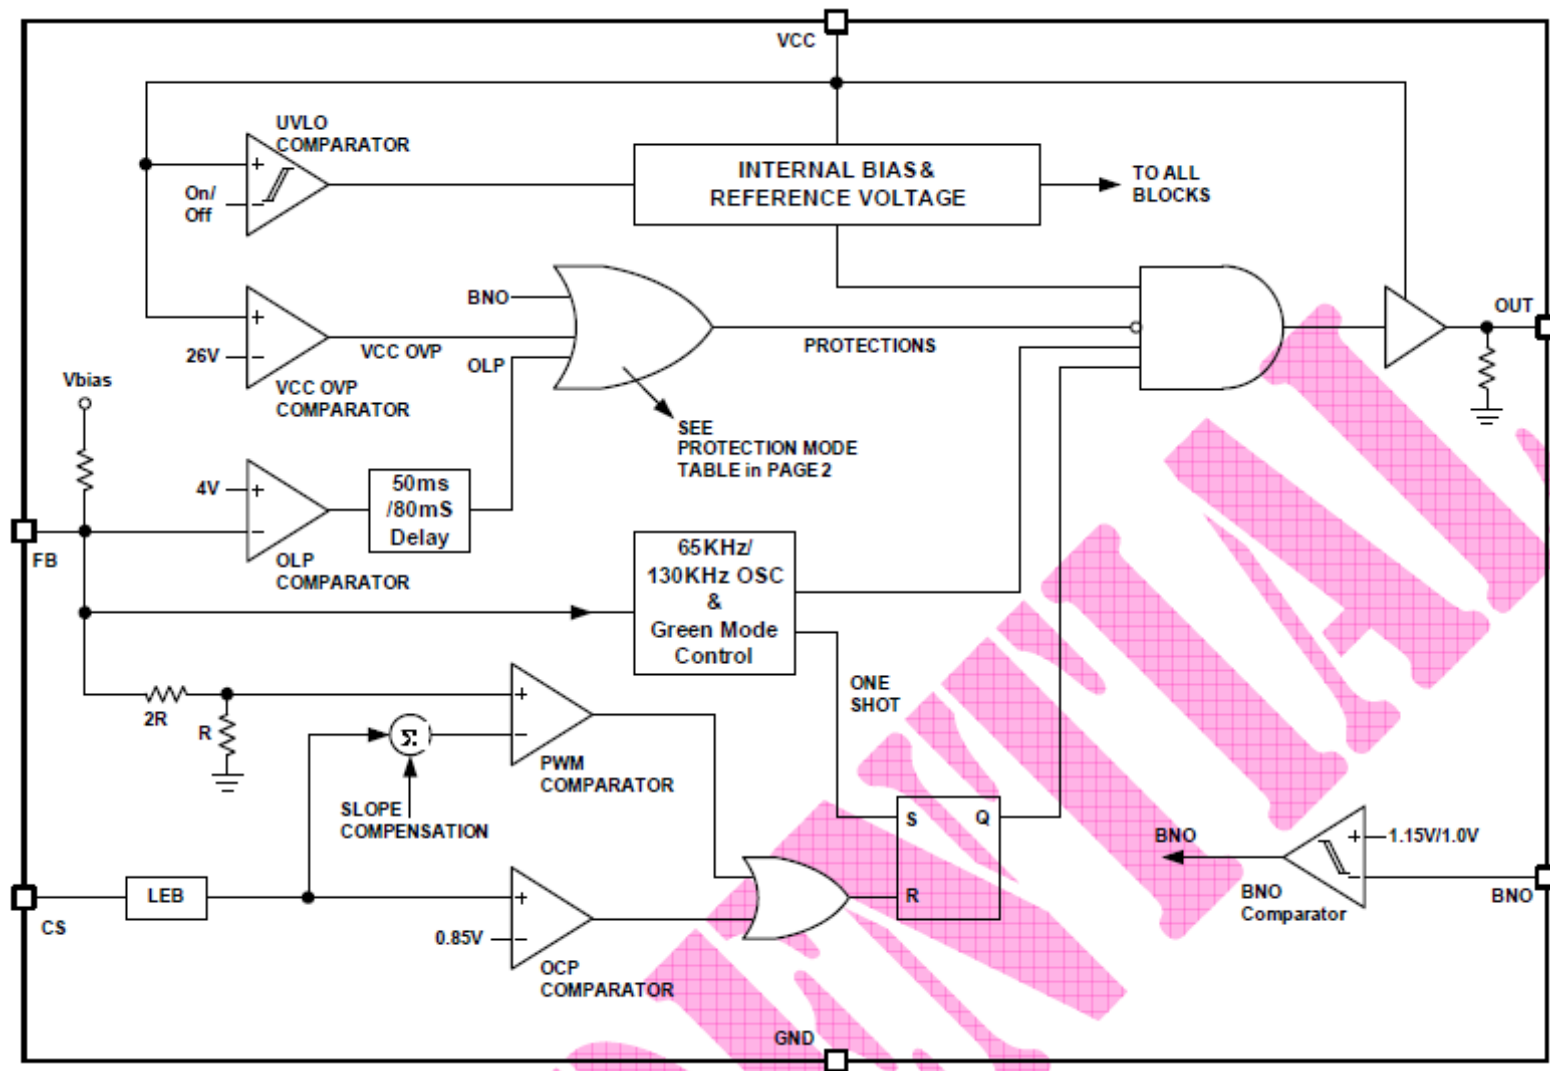 VCC
UVLO
COMPARATOR
+
On/
Off
−
INTERNAL BIAS &
REFERENCE VOLTAGE
TO ALL
BLOCKS
BNO
+
26V
−
VCC OVP
VCC OVP
COMPARATOR
OLP
PROTECTIONS
OUT
Vbias
SEE
PROTECTION MODE
TABLE in PAGE 2
4V
+
−
50ms
/80mS
Delay
FB
OLP
COMPARATOR
65KHz/
130KHz OSC
&
Green Mode
Control
ONE
SHOT
2R
R
+
−
Σ
PWM
COMPARATOR
SLOPE
COMPENSATION
S
Q
R
BNO
+
1.15V/1.0V
−
BNO
Comparator
BNO
LEB
CS
+
0.85V
−
OCP
COMPARATOR
GND